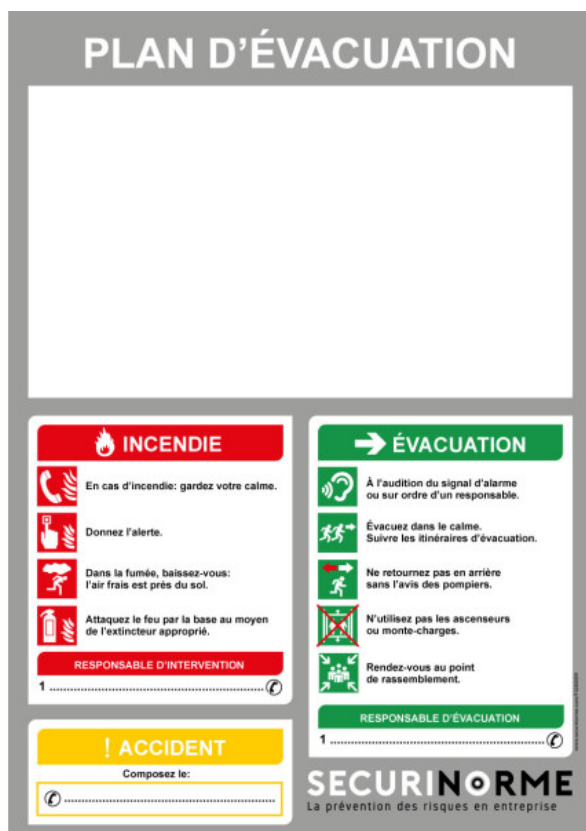 PLAN D'ÉVACUATION
INCENDIE
En cas d'incendie: gardez votre calme.
Donnez l'alerte.
Dans la fumée, baissez-vous:
l'air frais est près du sol.
Attaquez le feu par la base au moyen
de l'extincteur approprié.
RESPONSABLE D'INTERVENTION
1 ........................................................
! ACCIDENT
Composez le:
........................................................
ÉVACUATION
À l'audition du signal d'alarme
ou sur ordre d'un responsable.
Évacuez dans le calme.
Suivre les itinéraires d'évacuation.
Ne retournez pas en arrière
sans l'avis des pompiers.
N'utilisez pas les ascenseurs
ou monte-charges.
Rendez-vous au point
de rassemblement.
RESPONSABLE D'ÉVACUATION
1 ........................................................
SECURINORME
La prévention des risques en entreprise